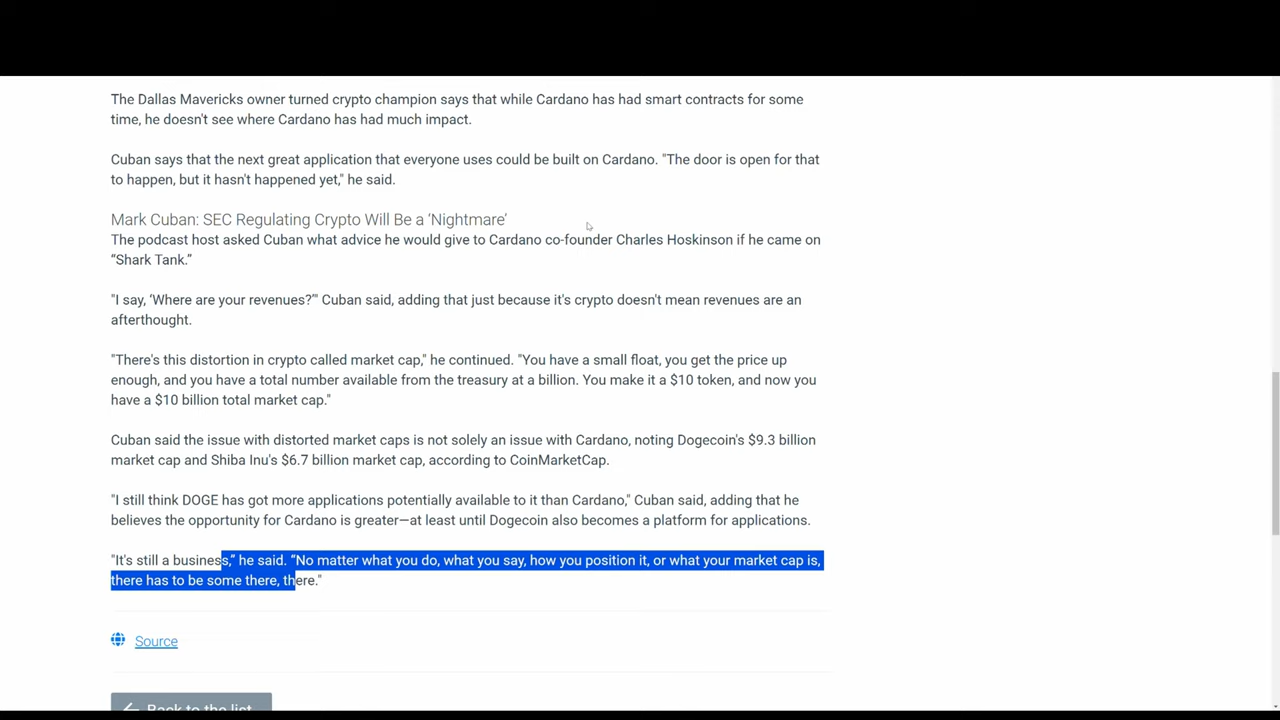 The Dallas Mavericks owner turned crypto champion says that while Cardano has had smart contracts for some
time, he doesn't see where Cardano has had much impact.
Cuban says that the next great application that everyone uses could be built on Cardano. "The door is open for that
to happen, but it hasn't happened yet," he said.
Mark Cuban: SEC Regulating Crypto Will Be a ‘Nightmare’
The podcast host asked Cuban what advice he would give to Cardano co-founder Charles Hoskinson if he came on
“Shark Tank.”
"I say, ‘Where are your revenues?’" Cuban said, adding that just because it's crypto doesn't mean revenues are an
afterthought.
"There's this distortion in crypto called market cap," he continued. "You have a small float, you get the price up
enough, and you have a total number available from the treasury at a billion. You make it a $10 token, and now you
have a $10 billion total market cap."
Cuban said the issue with distorted market caps is not solely an issue with Cardano, noting Dogecoin's $9.3 billion
market cap and Shiba Inu's $6.7 billion market cap, according to CoinMarketCap.
"I still think DOGE has got more applications potentially available to it than Cardano," Cuban said, adding that he
believes the opportunity for Cardano is greater—at least until Dogecoin also becomes a platform for applications.
"It's still a business,” he said. “No matter what you do, what you say, how you position it, or what your market cap is,
there has to be some there, there."
Source
Back to the list